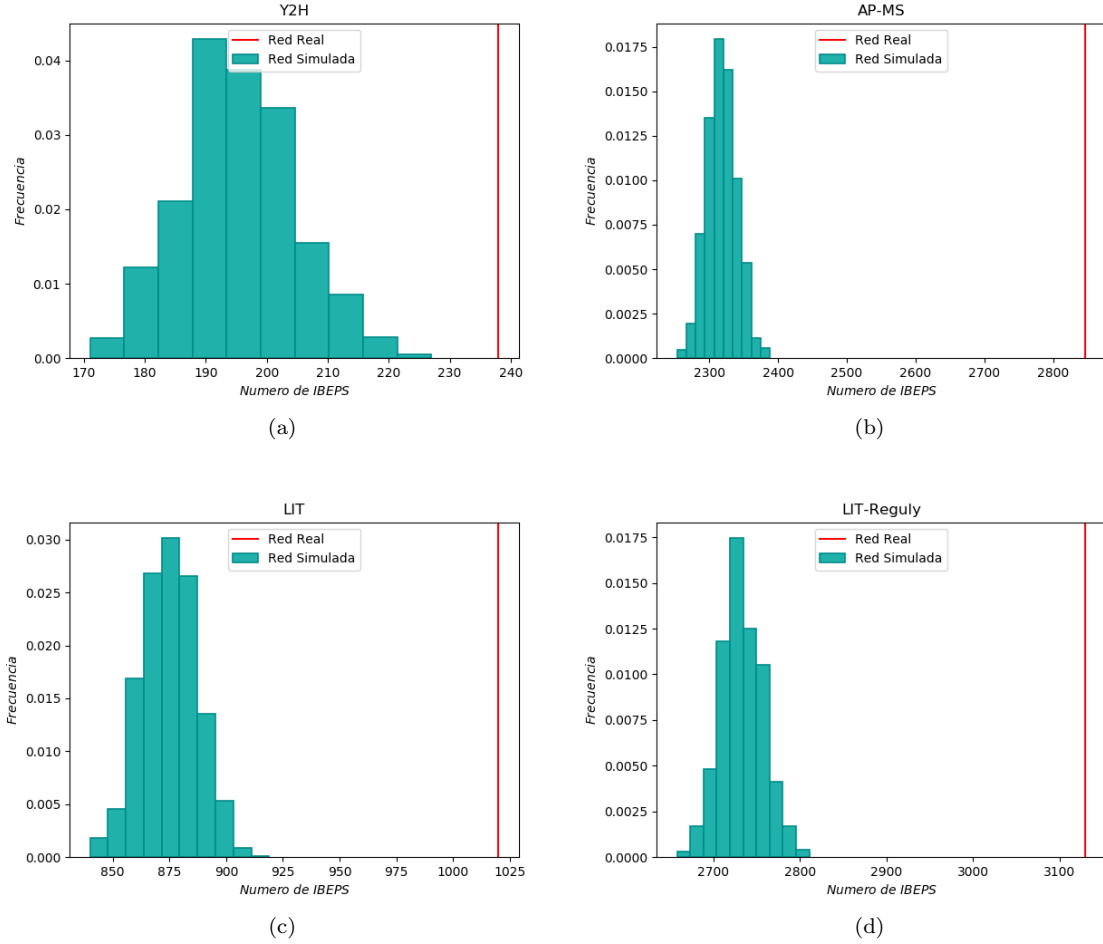 Y2H
Red Real
Red Simulada
0.04
0.03
0.02
0.01
0.00
Frecuencia
170 180 190 200 210 220 230 240
Numero de IBEPS
(a)
AP-MS
Red Real
Red Simulada
0.0175
0.0150
0.0125
0.0100
0.0075
0.0050
0.0025
0.0000
Frecuencia
2300 2400 2500 2600 2700 2800
Numero de IBEPS
(b)
LIT
Red Real
Red Simulada
0.030
0.025
0.020
0.015
0.010
0.005
0.000
Frecuencia
850 875 900 925 950 975 1000 1025
Numero de IBEPS
(c)
LIT-Reguly
Red Real
Red Simulada
0.0175
0.0150
0.0125
0.0100
0.0075
0.0050
0.0025
0.0000
Frecuencia
2700 2800 2900 3000 3100
Numero de IBEPS
(d)